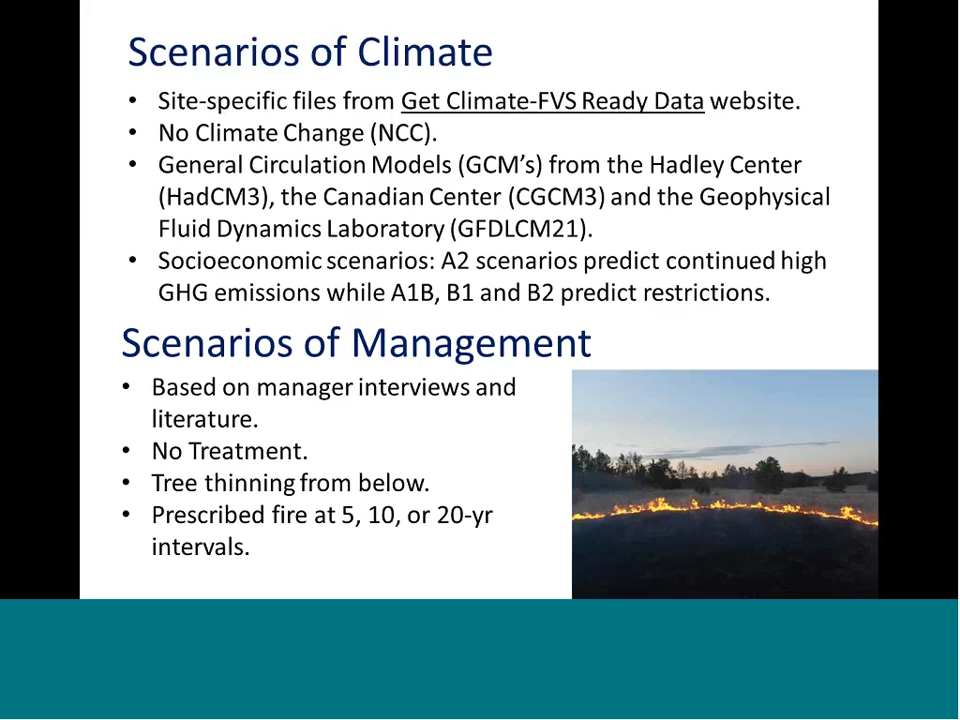 Scenarios of Climate
• Site-specific files from Get Climate-FVS Ready Data website.
• No Climate Change (NCC).
• General Circulation Models (GCM's) from the Hadley Center
(HadCM3), the Canadian Center (CGCM3) and the Geophysical
Fluid Dynamics Laboratory (GFDLCM21).
• Socioeconomic scenarios: A2 scenarios predict continued high
GHG emissions while A1B, B1 and B2 predict restrictions.
Scenarios of Management
• Based on manager interviews and
literature.
• No Treatment.
• Tree thinning from below.
• Prescribed fire at 5, 10, or 20-yr
intervals.